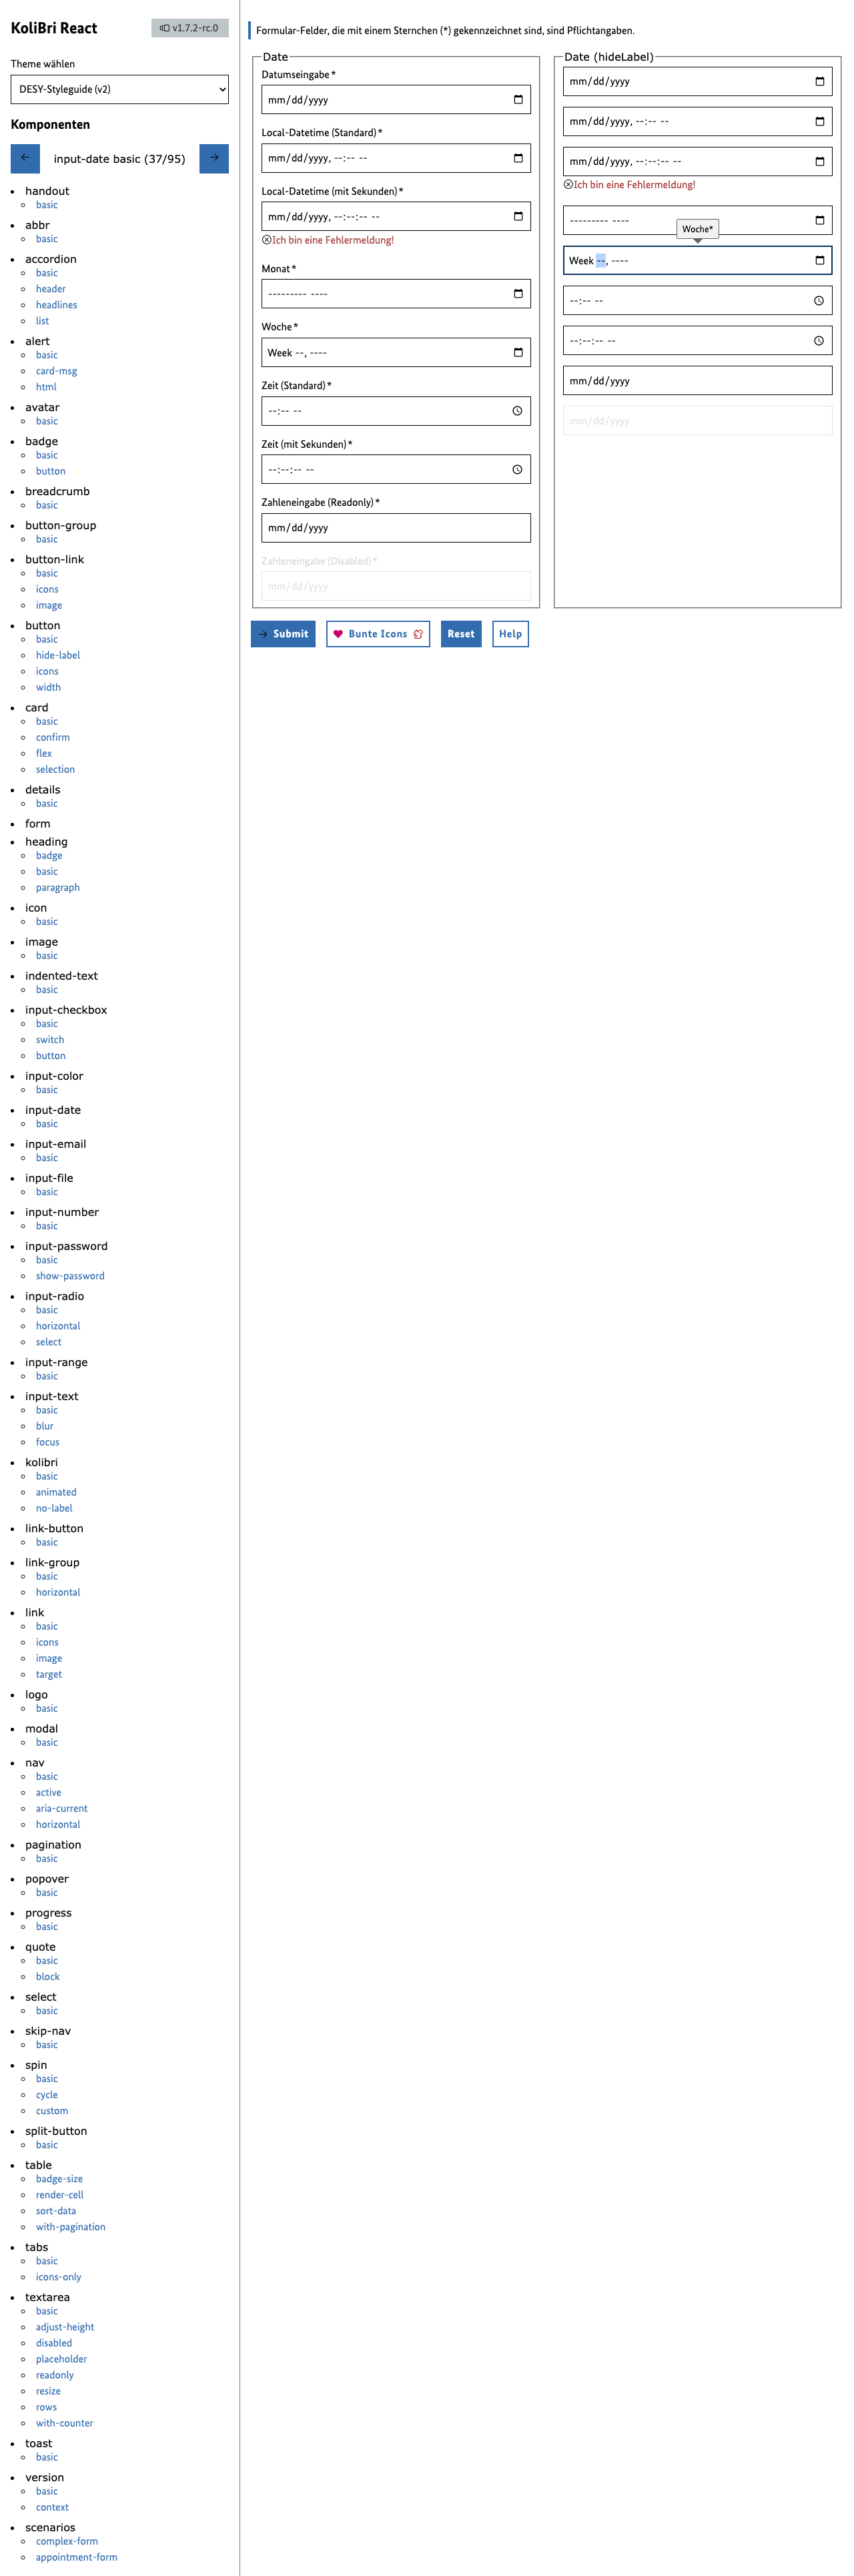 KoliBri React
v1.7.2-rc.0
Theme wählen
DESY-Styleguide (v2)
Komponenten
input-date basic (37/95)
handout
basic
abbr
basic
accordion
basic
header
headlines
list
alert
basic
card-msg
html
avatar
basic
badge
basic
button
breadcrumb
basic
button-group
basic
button-link
basic
icons
image
button
basic
hide-label
icons
width
card
basic
confirm
flex
selection
details
basic
form
heading
badge
basic
paragraph
icon
basic
image
basic
indented-text
basic
input-checkbox
basic
switch
button
input-color
basic
input-date
basic
input-email
basic
input-file
basic
input-number
basic
input-password
basic
show-password
input-radio
basic
horizontal
select
input-range
basic
input-text
basic
blur
focus
kolibri
basic
animated
no-label
link-button
basic
link-group
basic
horizontal
link
basic
icons
image
target
logo
basic
modal
basic
nav
basic
active
aria-current
horizontal
pagination
basic
popover
basic
progress
basic
quote
basic
block
select
basic
skip-nav
basic
spin
basic
cycle
custom
split-button
basic
table
badge-size
render-cell
sort-data
with-pagination
tabs
basic
icons-only
textarea
basic
adjust-height
disabled
placeholder
readonly
resize
rows
with-counter
toast
basic
version
basic
context
scenarios
complex-form
appointment-form
Formular-Felder, die mit einem Sternchen (*) gekennzeichnet sind, sind Pflichtangaben.
Date
Datumseingabe*
mm/dd/yyyy
Local-Datetime (Standard)*
mm/dd/yyyy, --:-- --
Local-Datetime (mit Sekunden)*
mm/dd/yyyy, --:--:-- --
Ich bin eine Fehlermeldung!
Monat*
--------- ----
Woche*
Week --, ----
Zeit (Standard)*
--:-- --
Zeit (mit Sekunden)*
--:--:-- --
Zahleneingabe (Readonly)*
mm/dd/yyyy
Zahleneingabe (Disabled)*
mm/dd/yyyy
Date (hideLabel)
mm/dd/yyyy
mm/dd/yyyy, --:-- --
mm/dd/yyyy, --:--:-- --
Ich bin eine Fehlermeldung!
--------- ----
Woche*
Week --, ----
--:-- --
--:--:-- --
mm/dd/yyyy
mm/dd/yyyy
Submit
Bunte Icons
Reset
Help